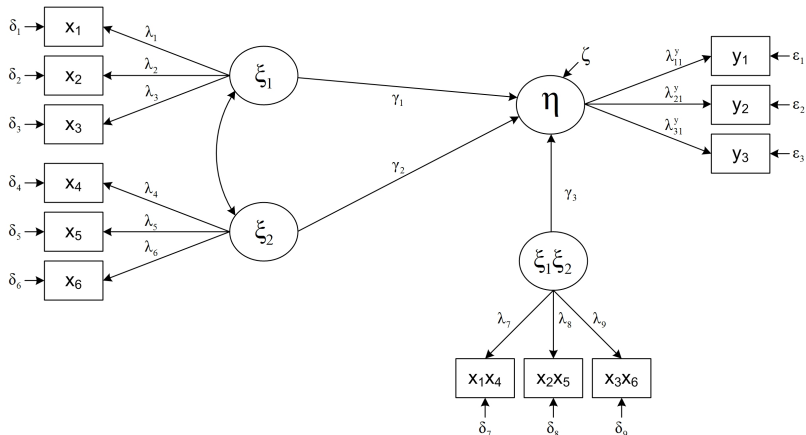 δ₁ x₁ λ₁
δ₂ x₂ λ₂ ξ₁
δ₃ x₃ λ₃
γ₁
ζ
η
λ₁₁ʸ y₁ ε₁
λ₂₁ʸ y₂ ε₂
λ₃₁ʸ y₃ ε₃
δ₄ x₄ λ₄
δ₅ x₅ λ₅ ξ₂
δ₆ x₆ λ₆
γ₂
γ₃
ξ₁ξ₂
λ₇ λ₈ λ₉
x₁x₄ x₂x₅ x₃x₆
δ₇ δ₈ δ₉